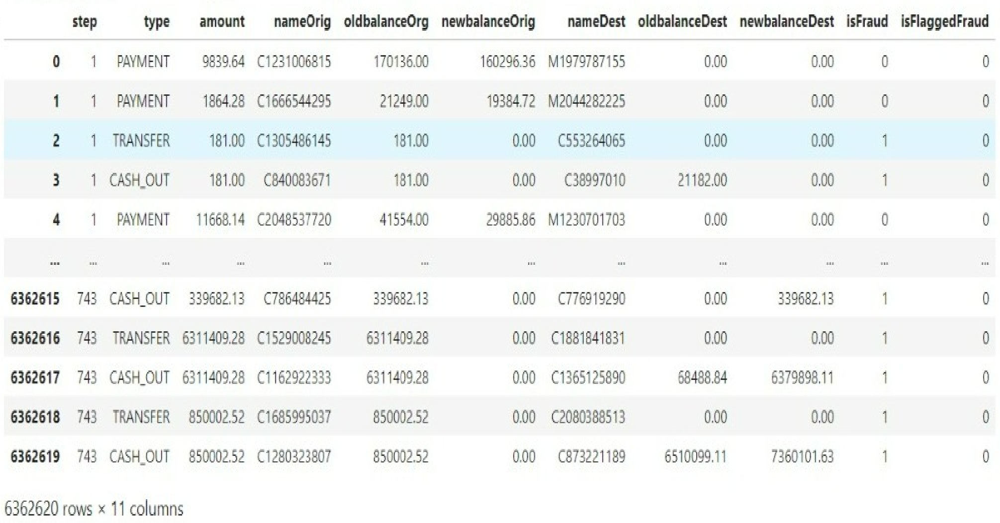 step type amount nameOrig oldbalanceOrg newbalanceOrig nameDest oldbalanceDest newbalanceDest isFraud isFlaggedFraud
0 1 PAYMENT 9839.64 C1231006815 170136.00 160296.36 M1979787155 0.00 0.00 0 0
1 1 PAYMENT 1864.28 C1666544295 21249.00 19384.72 M2044282225 0.00 0.00 0 0
2 1 TRANSFER 181.00 C1305486145 181.00 0.00 C553264065 0.00 0.00 1 0
3 1 CASH_OUT 181.00 C840083671 181.00 0.00 C38997010 21182.00 0.00 1 0
4 1 PAYMENT 11668.14 C2048537720 41554.00 29885.86 M1230701703 0.00 0.00 0 0
... ... ... ... ... ... ... ... ... ... ... ...
6362615 743 CASH_OUT 339682.13 C786484425 339682.13 0.00 C776919290 0.00 339682.13 1 0
6362616 743 TRANSFER 6311409.28 C1529008245 6311409.28 0.00 C1881841831 0.00 0.00 1 0
6362617 743 CASH_OUT 6311409.28 C1162922333 6311409.28 0.00 C1365125890 68488.84 6379898.11 1 0
6362618 743 TRANSFER 850002.52 C1685995037 850002.52 0.00 C2080388513 0.00 0.00 1 0
6362619 743 CASH_OUT 850002.52 C1280323807 850002.52 0.00 C873221189 6510099.11 7360101.63 1 0
6362620 rows × 11 columns